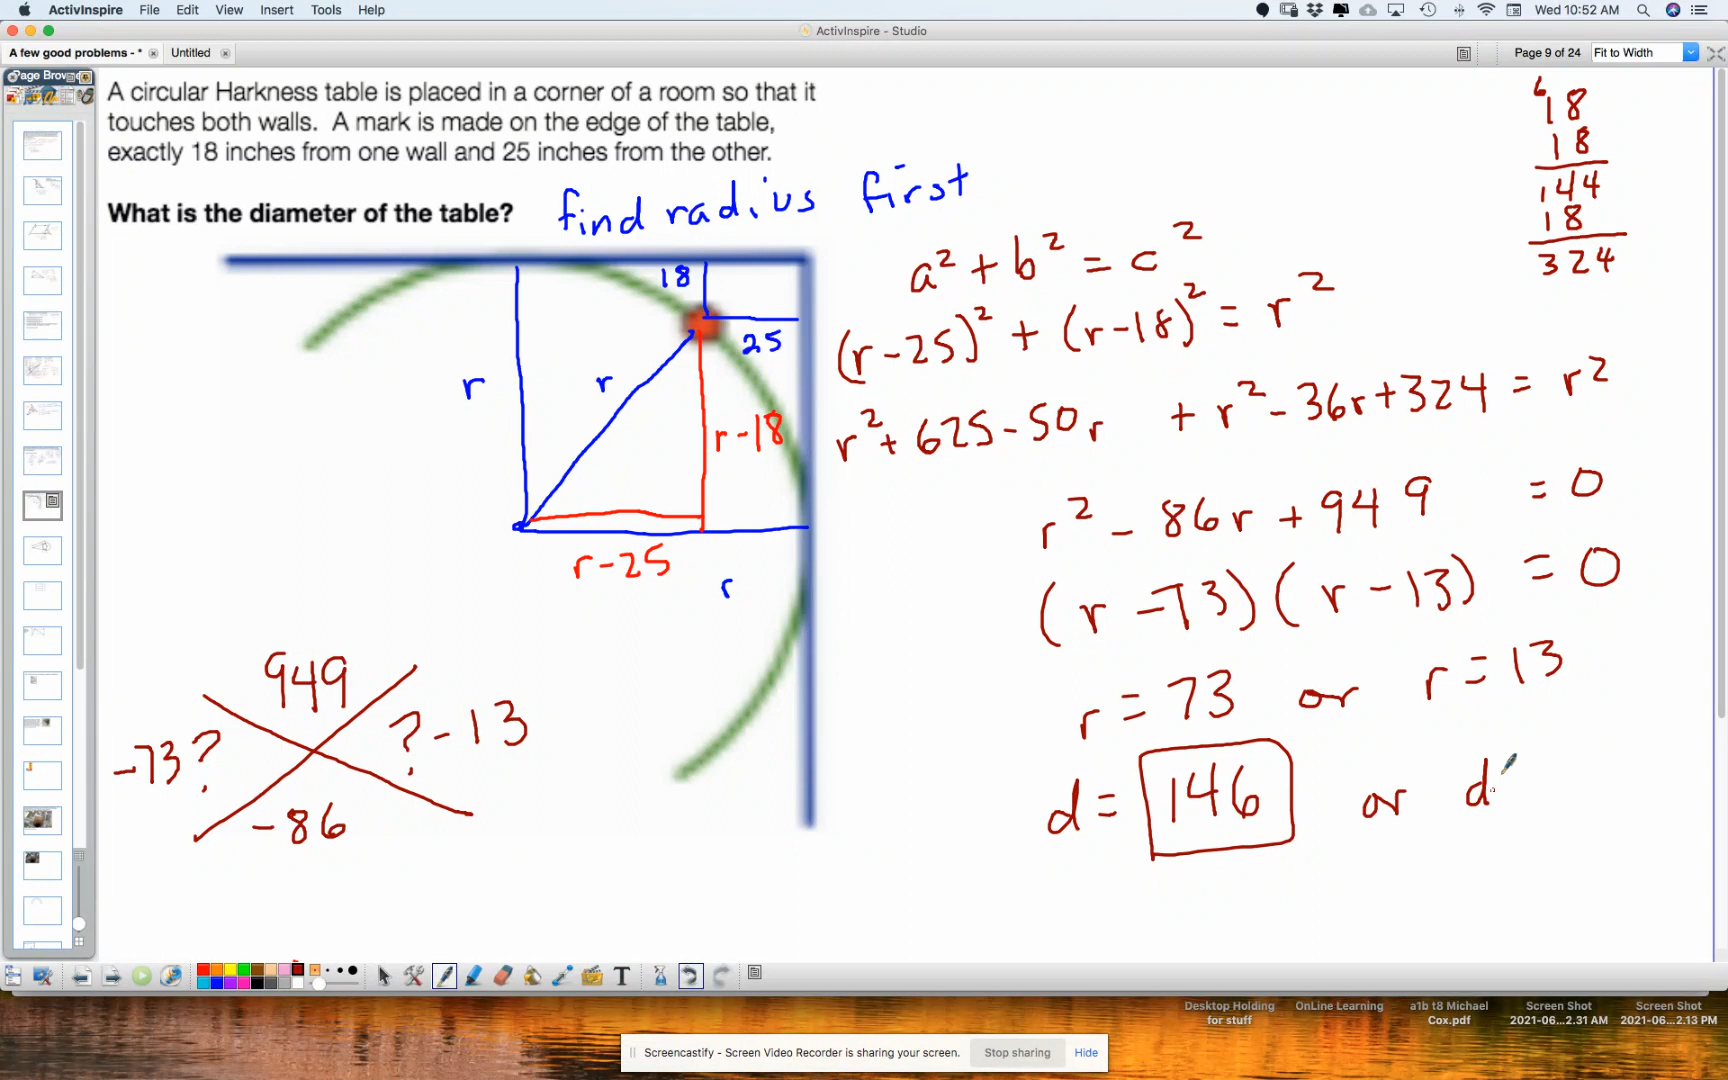 ActivInspire File Edit View Insert Tools Help Wed 10:52 AM
ActivInspire - Studio
A few good problems - * Untitled Page 9 of 24 Fit to Width
Page Brow
A circular Harkness table is placed in a corner of a room so that it
touches both walls. A mark is made on the edge of the table,
exactly 18 inches from one wall and 25 inches from the other.
What is the diameter of the table? find radius first
6
18
18
144
18
324
18
25
r
r
r-18
r-25
r
a² + b² = c²
(r-25)² + (r-18)² = r²
r² + 625 - 50r + r² - 36r + 324 = r²
r² - 86r + 949 = 0
(r - 73)(r - 13) = 0
r = 73 or r = 13
d = 146 or d
949
-73? ? -13
-86
T
Desktop Holding for stuff
OnLine Learning
a1b t8 Michael Cox.pdf
Screen Shot 2021-06...2.31 AM
Screen Shot 2021-06...2.13 PM
Screencastify - Screen Video Recorder is sharing your screen. Stop sharing Hide